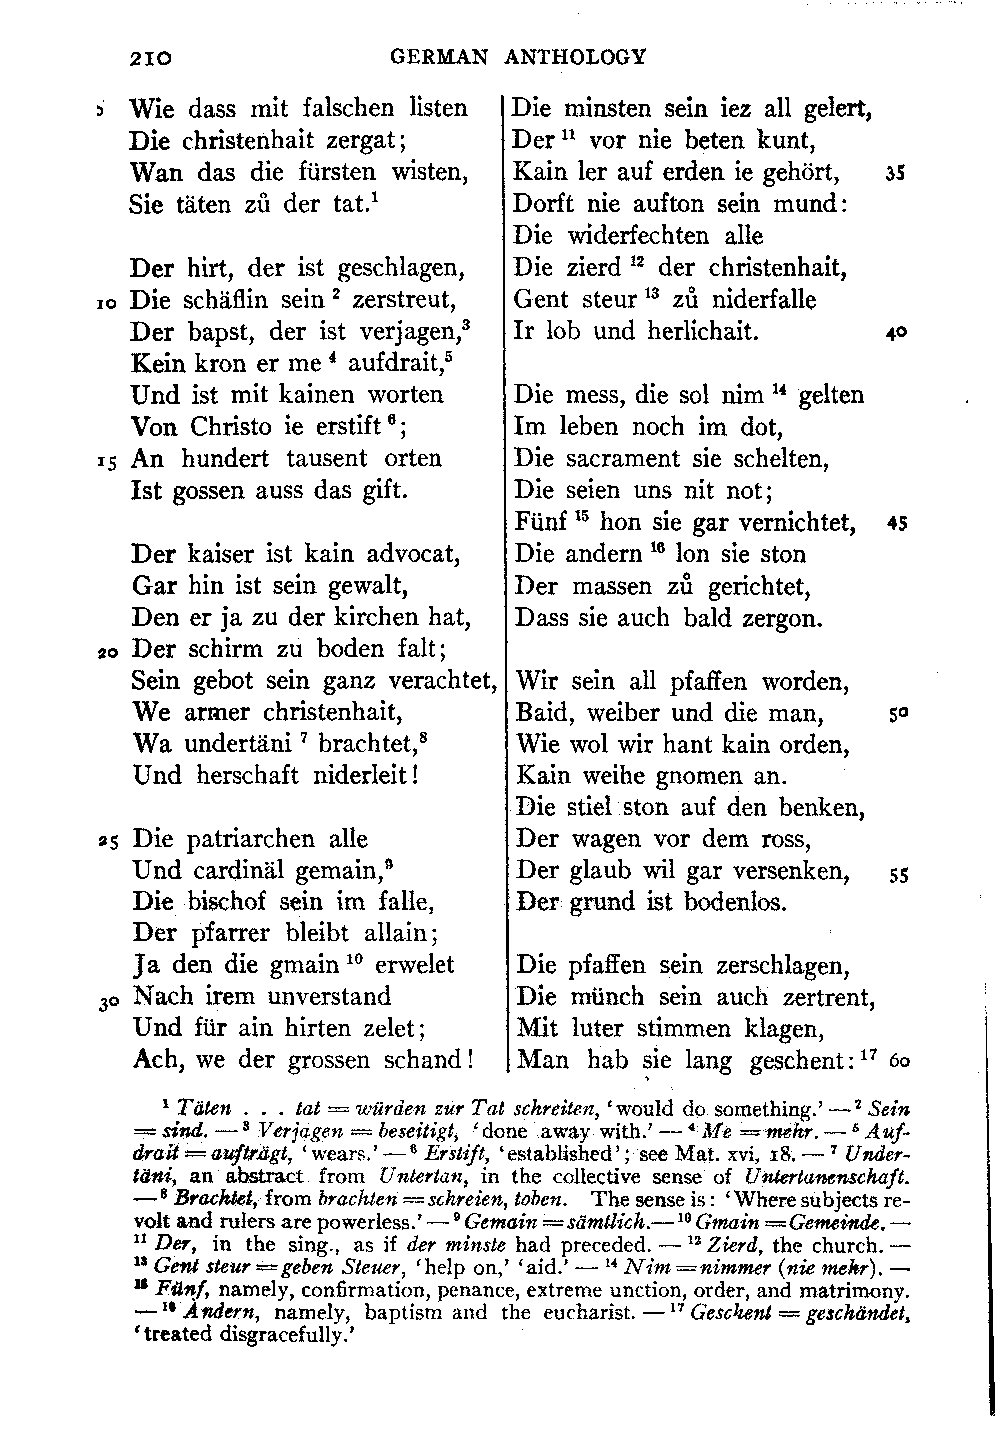 210 GERMAN ANTHOLOGY
5 Wie dass mit falschen listen
Die christenhait zergat;
Wan das die fürsten wisten,
Sie täten zů der tat.¹
Der hirt, der ist geschlagen,
10 Die schäflin sein ² zerstreut,
Der bapst, der ist verjagen,³
Kein kron er me ⁴ aufdrait,⁵
Und ist mit kainen worten
Von Christo ie erstift ⁶;
15 An hundert tausent orten
Ist gossen auss das gift.
Der kaiser ist kain advocat,
Gar hin ist sein gewalt,
Den er ja zu der kirchen hat,
20 Der schirm zu boden falt;
Sein gebot sein ganz verachtet,
We armer christenhait,
Wa undertäni ⁷ brachtet,⁸
Und herschaft niderleit!
25 Die patriarchen alle
Und cardinäl gemain,⁹
Die bischof sein im falle,
Der pfarrer bleibt allain;
Ja den die gmain ¹⁰ erwelet
30 Nach irem unverstand
Und für ain hirten zelet;
Ach, we der grossen schand!
Die minsten sein iez all gelert,
Der ¹¹ vor nie beten kunt,
Kain ler auf erden ie gehört, 35
Dorft nie aufton sein mund:
Die widerfechten alle
Die zierd ¹² der christenhait,
Gent steur ¹³ zů niderfalle
Ir lob und herlichait. 40
Die mess, die sol nim ¹⁴ gelten
Im leben noch im dot,
Die sacrament sie schelten,
Die seien uns nit not;
Fünf ¹⁵ hon sie gar vernichtet, 45
Die andern ¹⁶ lon sie ston
Der massen zů gerichtet,
Dass sie auch bald zergon.
Wir sein all pfaffen worden,
Baid, weiber und die man, 50
Wie wol wir hant kain orden,
Kain weihe gnomen an.
Die stiel ston auf den benken,
Der wagen vor dem ross,
Der glaub wil gar versenken, 55
Der grund ist bodenlos.
Die pfaffen sein zerschlagen,
Die münch sein auch zertrent,
Mit luter stimmen klagen,
Man hab sie lang geschent:¹⁷ 60
¹ Täten . . . tat = würden zur Tat schreiten, ‘would do something.’ — ² Sein
= sind. — ³ Verjagen = beseitigt, ‘done away with.’ — ⁴ Me = mehr. — ⁵ Auf-
drait = aufträgt, ‘wears.’ — ⁶ Erstift, ‘established’; see Mat. xvi, 18. — ⁷ Under-
täni, an abstract from Untertan, in the collective sense of Untertanenschaft.
— ⁸ Brachtet, from brachten = schreien, toben. The sense is: ‘Where subjects re-
volt and rulers are powerless.’ — ⁹ Gemain = sämtlich. — ¹⁰ Gmain = Gemeinde. —
¹¹ Der, in the sing., as if der minste had preceded. — ¹² Zierd, the church. —
¹³ Gent steur = geben Steuer, ‘help on,’ ‘aid.’ — ¹⁴ Nim = nimmer (nie mehr). —
¹⁵ Fünf, namely, confirmation, penance, extreme unction, order, and matrimony.
— ¹⁶ Andern, namely, baptism and the eucharist. — ¹⁷ Geschent = geschändet,
‘treated disgracefully.’